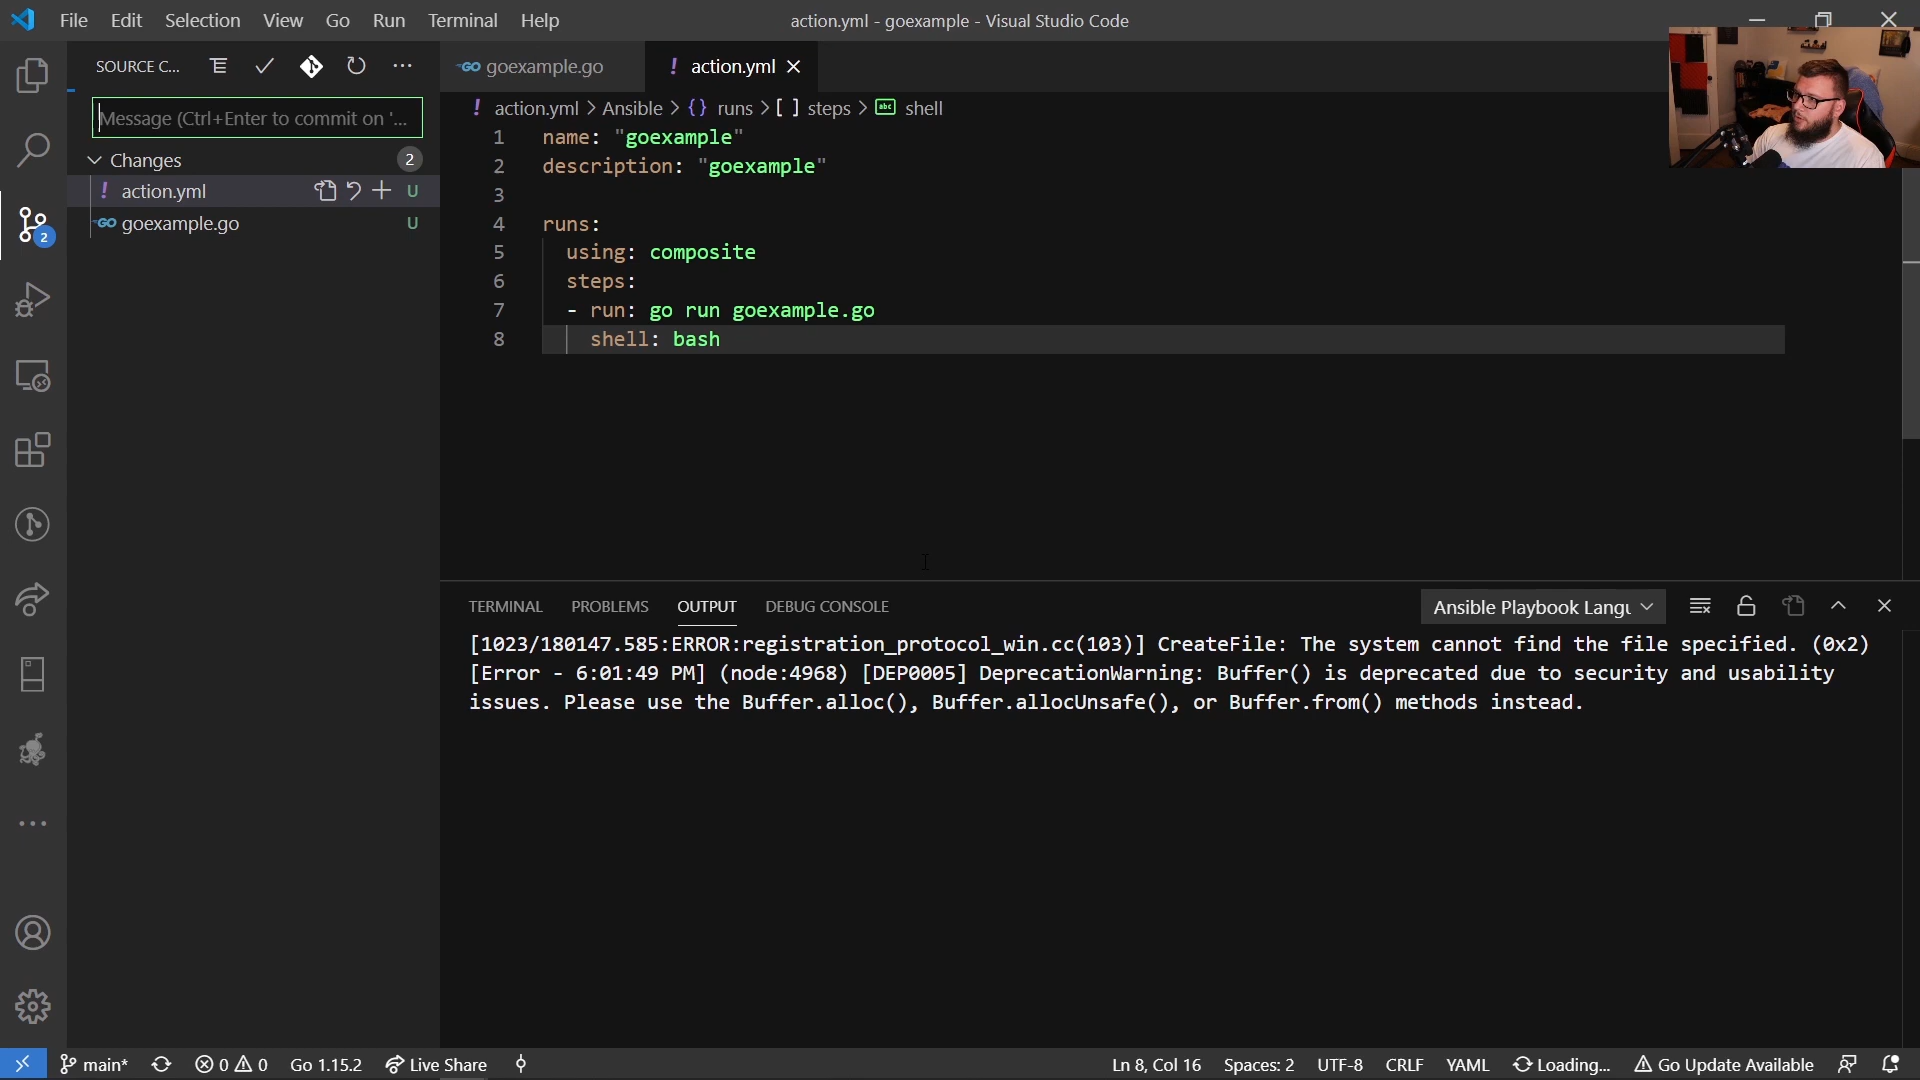 File Edit Selection View Go Run Terminal Help
action.yml - goexample - Visual Studio Code
SOURCE C...
Message (Ctrl+Enter to commit on '...
Changes
2
action.yml
U
goexample.go
U
2
goexample.go
action.yml
action.yml > Ansible > {} runs > [ ] steps > abc shell
1 name: "goexample"
2 description: "goexample"
3
4 runs:
5 using: composite
6 steps:
7 - run: go run goexample.go
8 shell: bash
TERMINAL PROBLEMS OUTPUT DEBUG CONSOLE
Ansible Playbook Langu
[1023/180147.585:ERROR:registration_protocol_win.cc(103)] CreateFile: The system cannot find the file specified. (0x2)
[Error - 6:01:49 PM] (node:4968) [DEP0005] DeprecationWarning: Buffer() is deprecated due to security and usability
issues. Please use the Buffer.alloc(), Buffer.allocUnsafe(), or Buffer.from() methods instead.
main* 0 0 Go 1.15.2 Live Share
Ln 8, Col 16 Spaces: 2 UTF-8 CRLF YAML Loading... Go Update Available